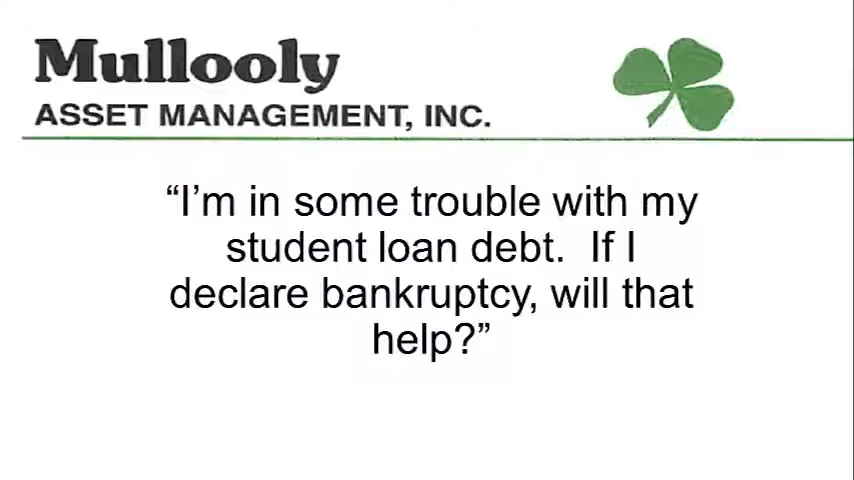 Mullooly
ASSET MANAGEMENT, INC.
“I’m in some trouble with my
student loan debt.  If I
declare bankruptcy, will that
help?”